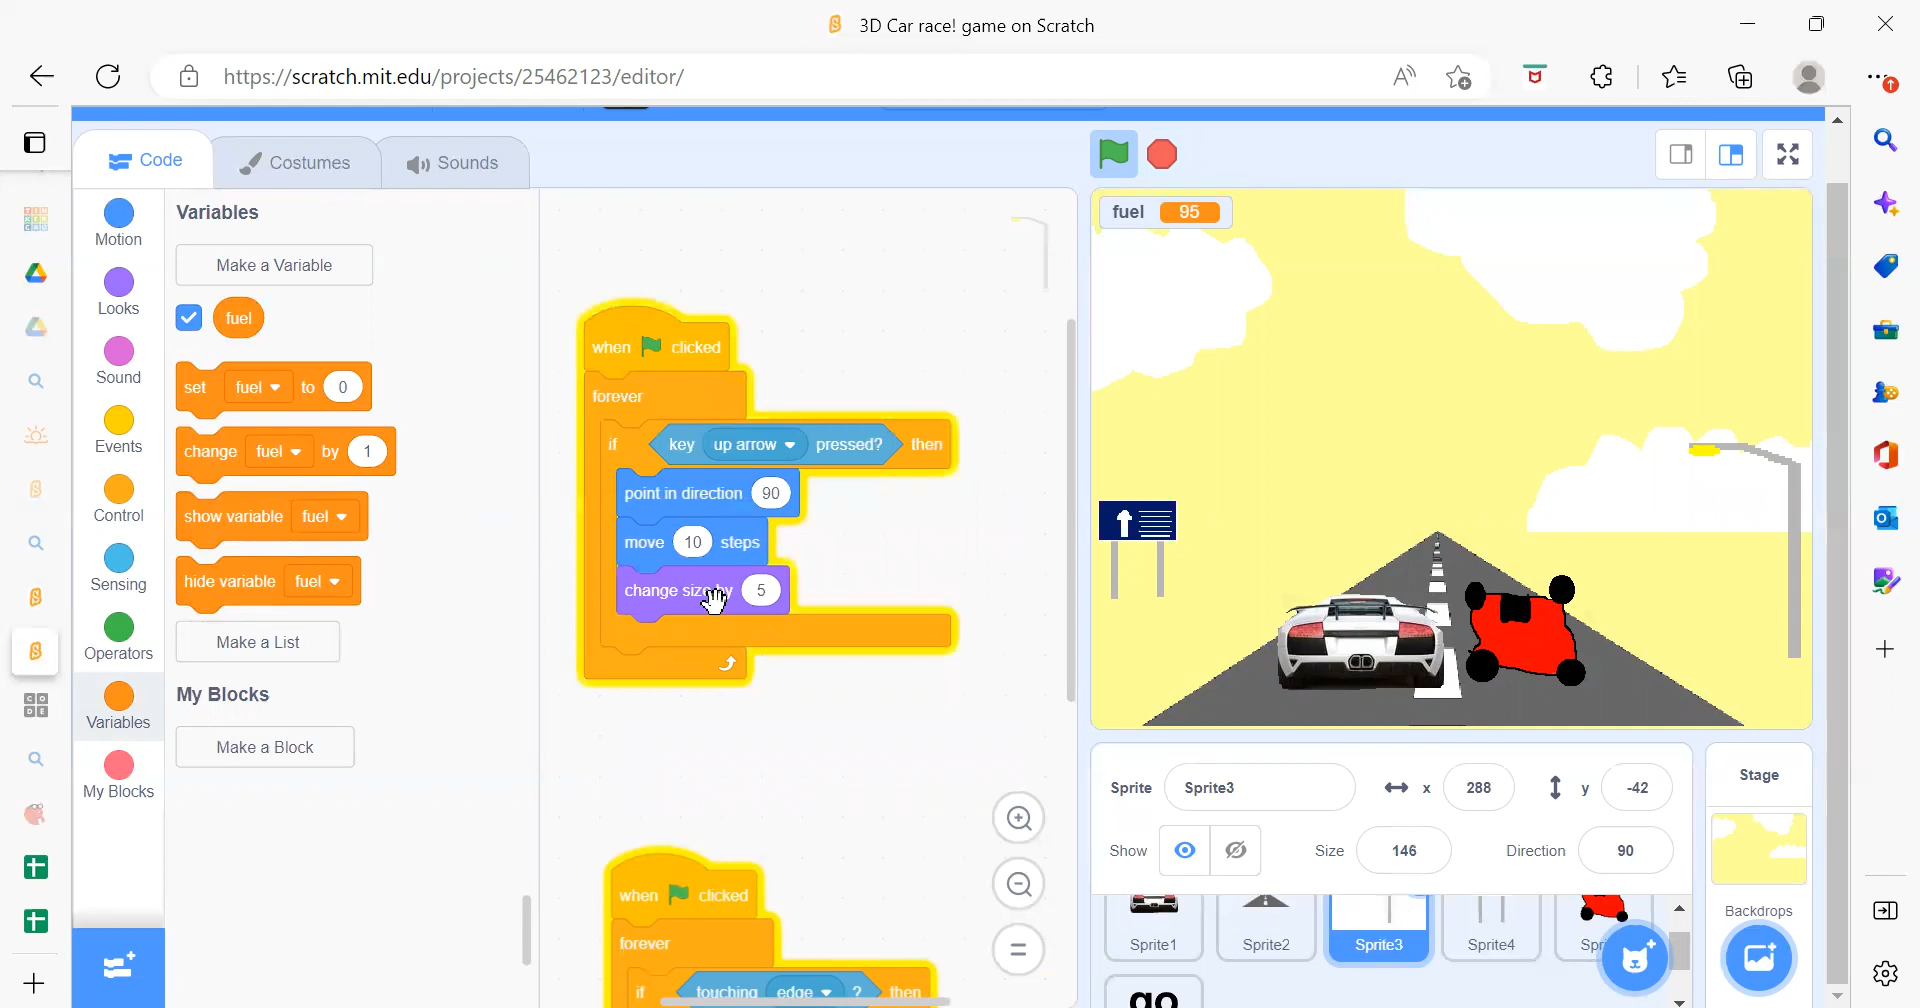 3D Car race! game on Scratch
https://scratch.mit.edu/projects/25462123/editor/
Code
Costumes
Sounds
Motion
Looks
Sound
Events
Control
Sensing
Operators
Variables
My Blocks
Variables
Make a Variable
fuel
set fuel to 0
change fuel by 1
show variable fuel
hide variable fuel
Make a List
My Blocks
Make a Block
when clicked
forever
if key up arrow pressed? then
point in direction 90
move 10 steps
change size by 5
when clicked
forever
if touching edge ? then
fuel 95
Sprite Sprite3 x 288 y -42
Show Size 146 Direction 90
Sprite1
Sprite2
Sprite3
Sprite4
go
Stage
Backdrops